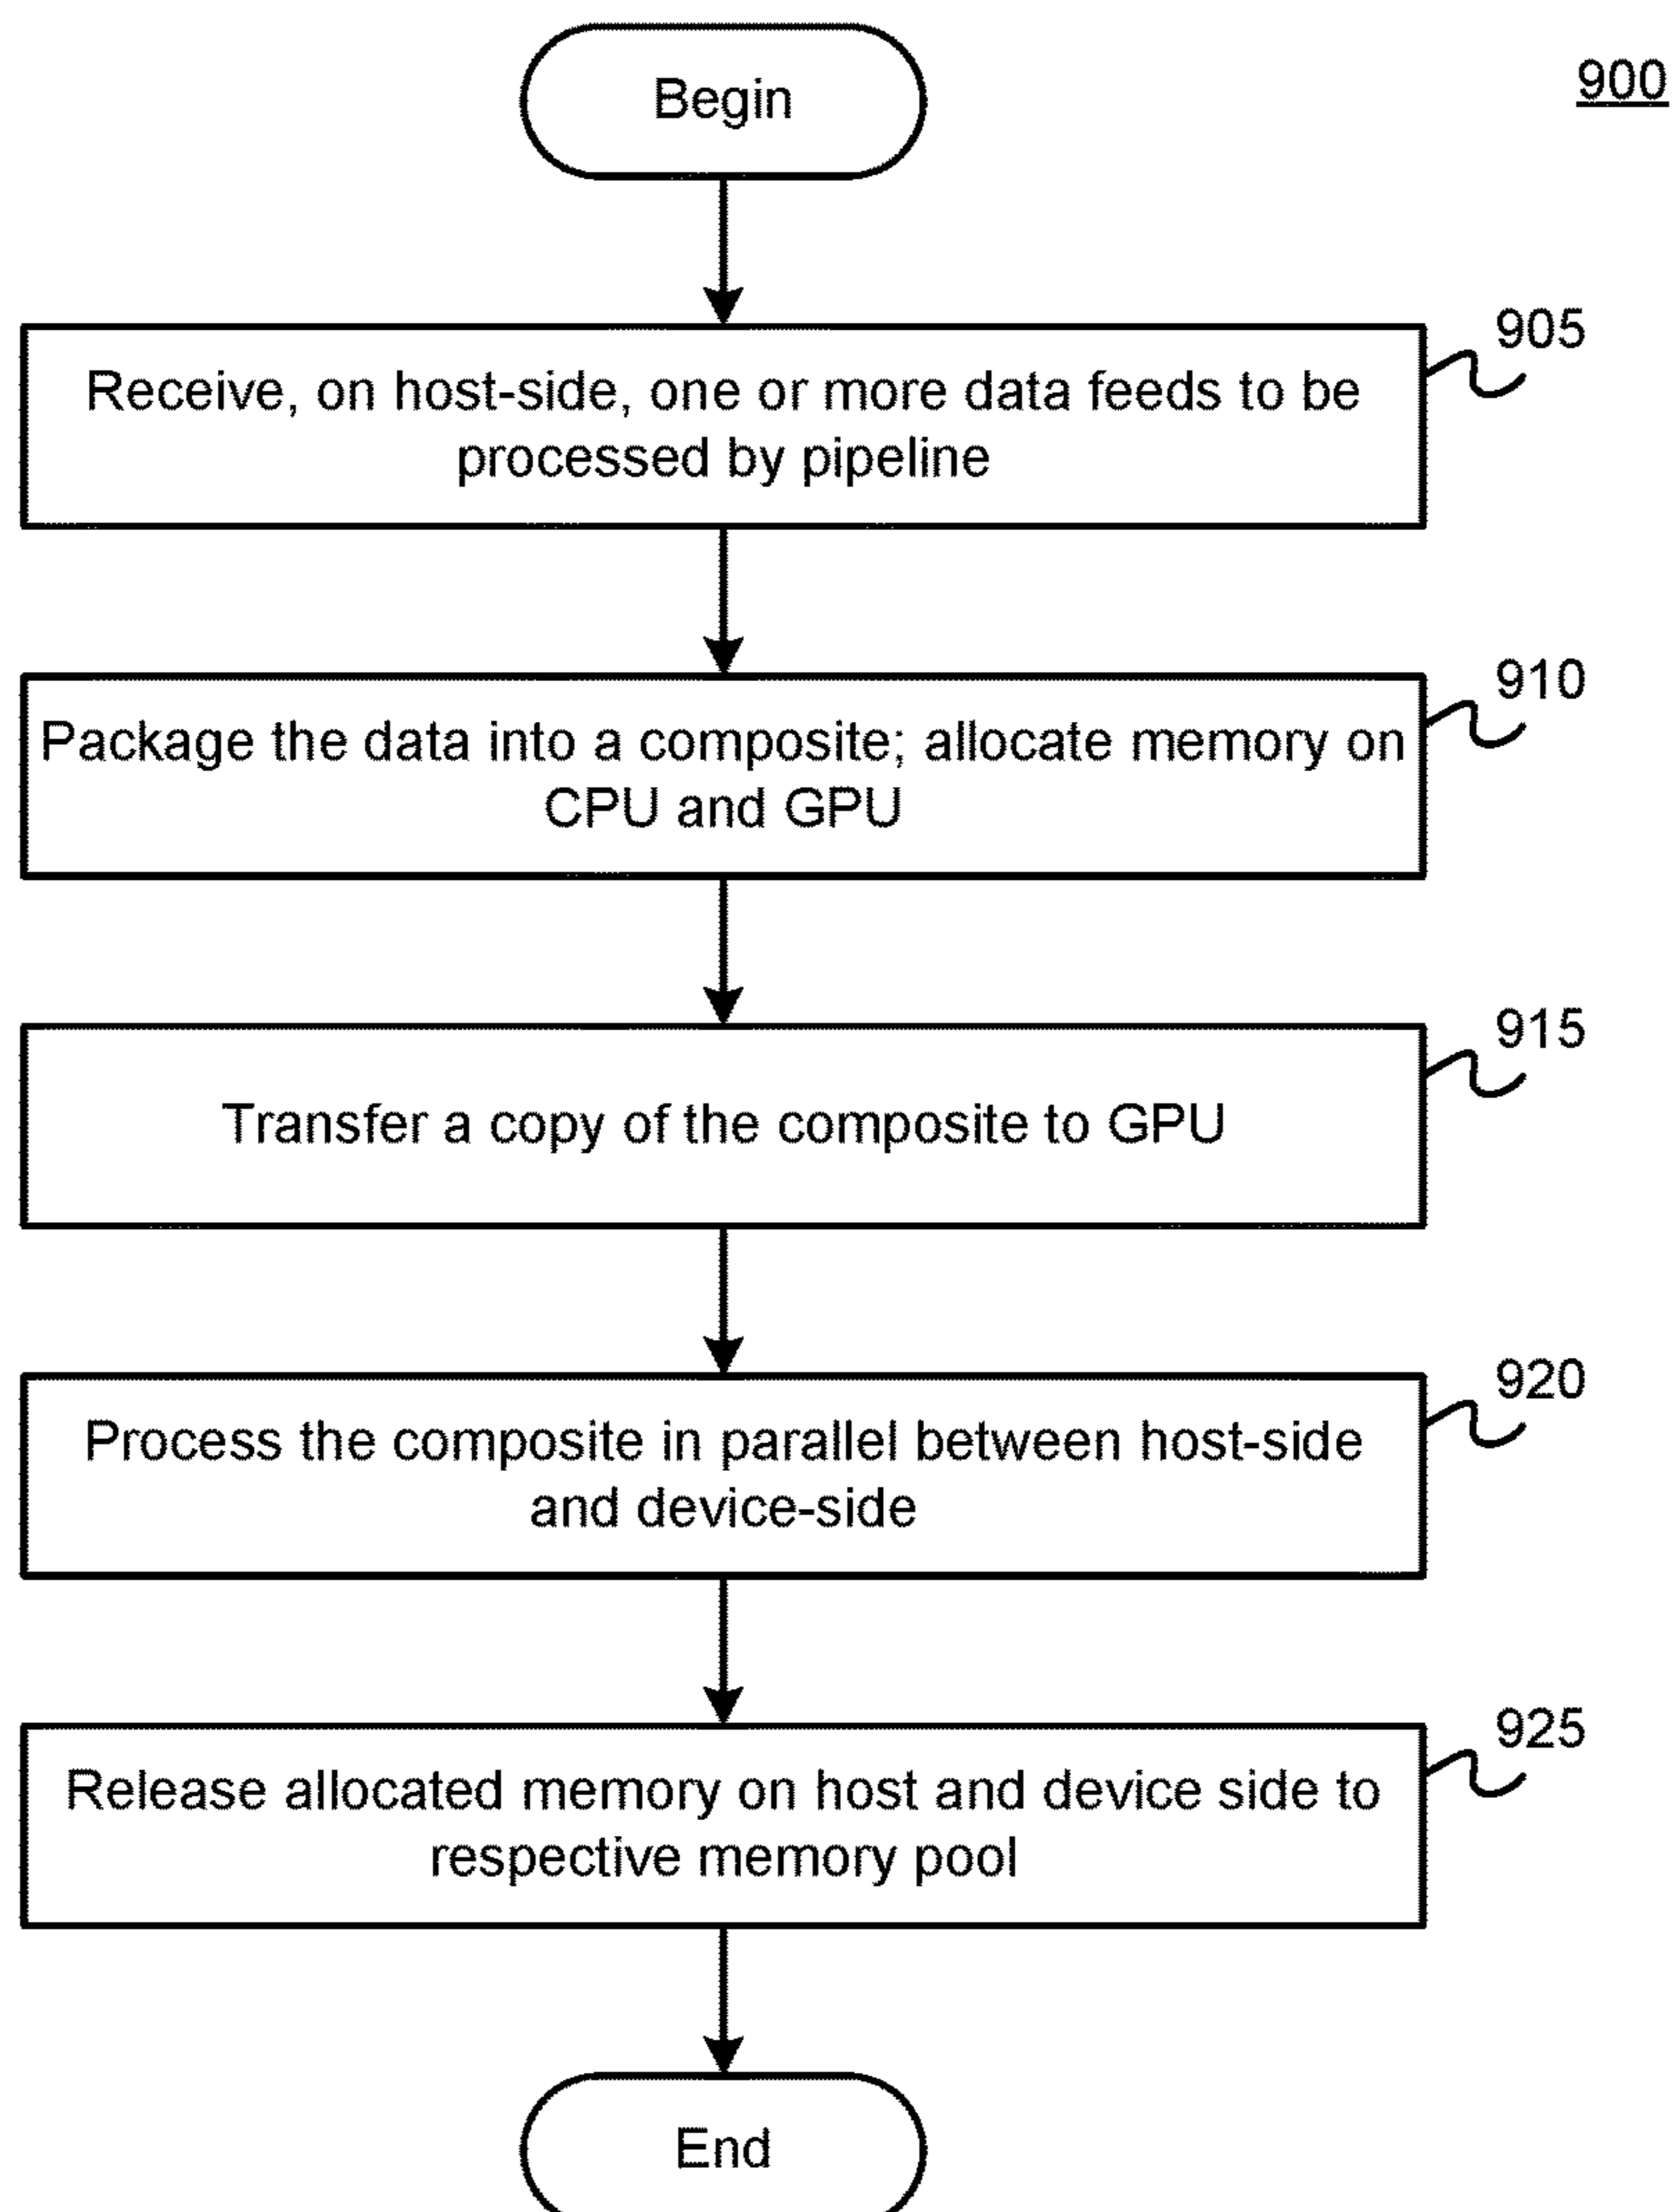 Begin
900
905
Receive, on host-side, one or more data feeds to be
processed by pipeline
910
Package the data into a composite; allocate memory on
CPU and GPU
915
Transfer a copy of the composite to GPU
920
Process the composite in parallel between host-side
and device-side
925
Release allocated memory on host and device side to
respective memory pool
End